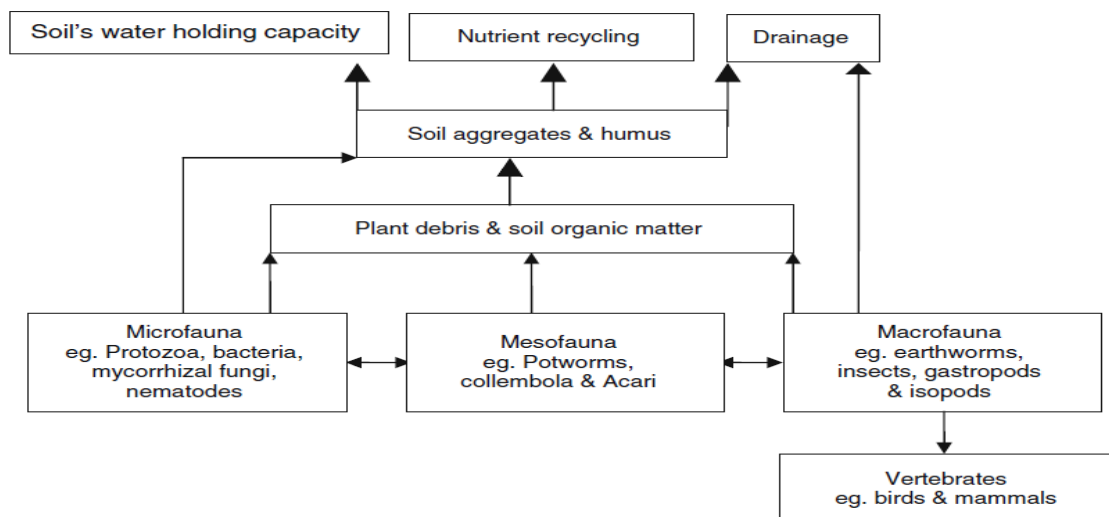 Soil's water holding capacity
Nutrient recycling
Drainage
Soil aggregates & humus
Plant debris & soil organic matter
Microfauna
eg. Protozoa, bacteria,
mycorrhizal fungi,
nematodes
Mesofauna
eg. Potworms,
collembola & Acari
Macrofauna
eg. earthworms,
insects, gastropods
& isopods
Vertebrates
eg. birds & mammals